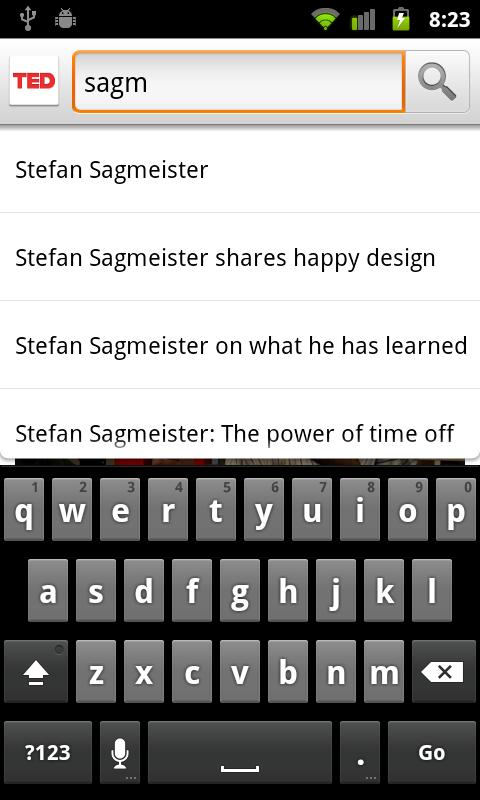 8:23
TED
sagm
Stefan Sagmeister
Stefan Sagmeister shares happy design
Stefan Sagmeister on what he has learned
Stefan Sagmeister: The power of time off
1 2 3 4 5 6 7 8 9 0
q w e r t y u i o p
a s d f g h j k l
z x c v b n m
?123 ... . ... Go